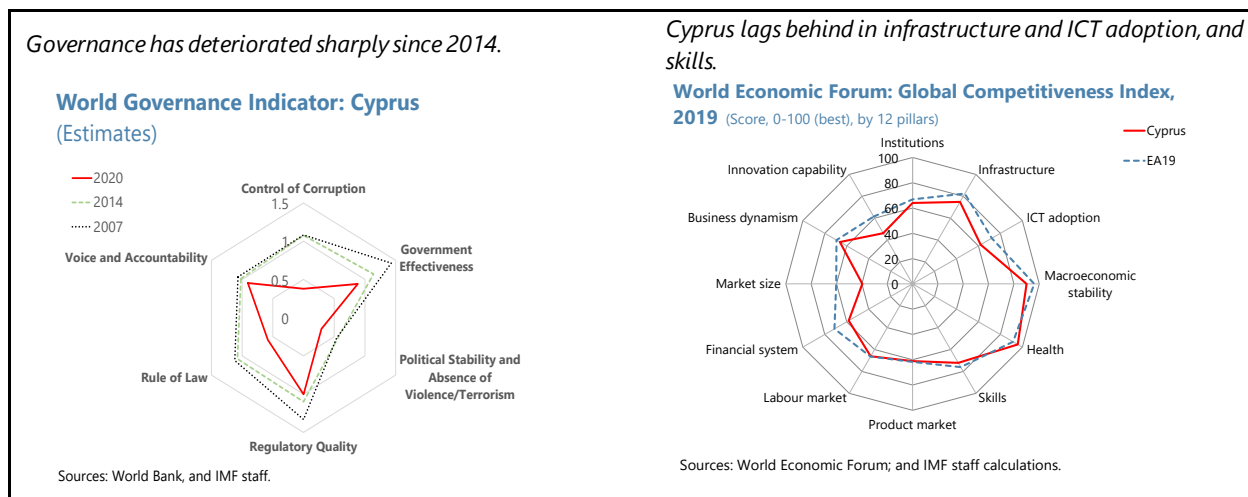 Governance has deteriorated sharply since 2014.
World Governance Indicator: Cyprus
(Estimates)
2020
2014
2007
Control of Corruption
1.5
1
0.5
0
Government
Effectiveness
Political Stability and
Absence of
Violence/Terrorism
Regulatory Quality
Rule of Law
Voice and Accountability
Sources: World Bank, and IMF staff.
Cyprus lags behind in infrastructure and ICT adoption, and
skills.
World Economic Forum: Global Competitiveness Index,
2019 (Score, 0-100 (best), by 12 pillars)
Cyprus
EA19
Institutions
100
80
60
40
20
0
Infrastructure
ICT adoption
Macroeconomic
stability
Health
Skills
Product market
Labour market
Financial system
Market size
Business dynamism
Innovation capability
Sources: World Economic Forum; and IMF staff calculations.